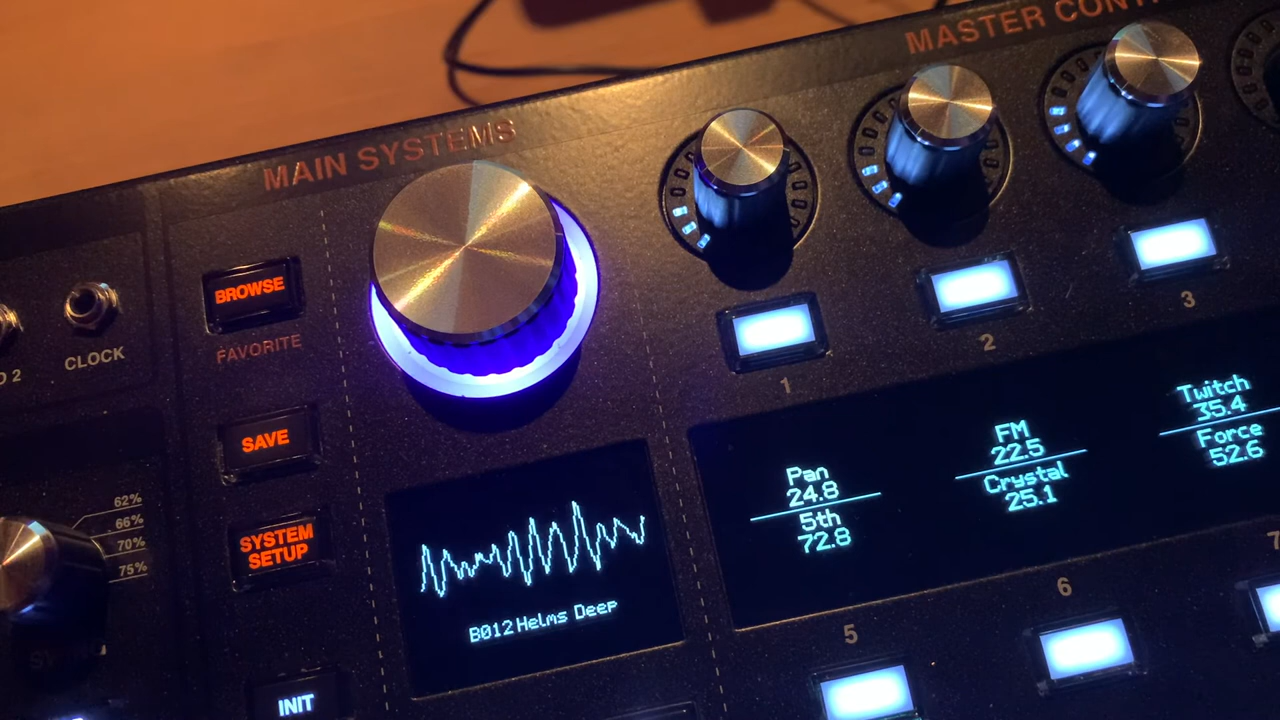 MASTER CONT
MAIN SYSTEMS
BROWSE
FAVORITE
CLOCK
2
SAVE
SYSTEM
SETUP
62%
66%
70%
75%
INIT
B012 Helms Deep
1
2
3
Pan
24.8
5th
72.8
FM
22.5
Crystal
25.1
Twitch
35.4
Force
52.6
5
6
7